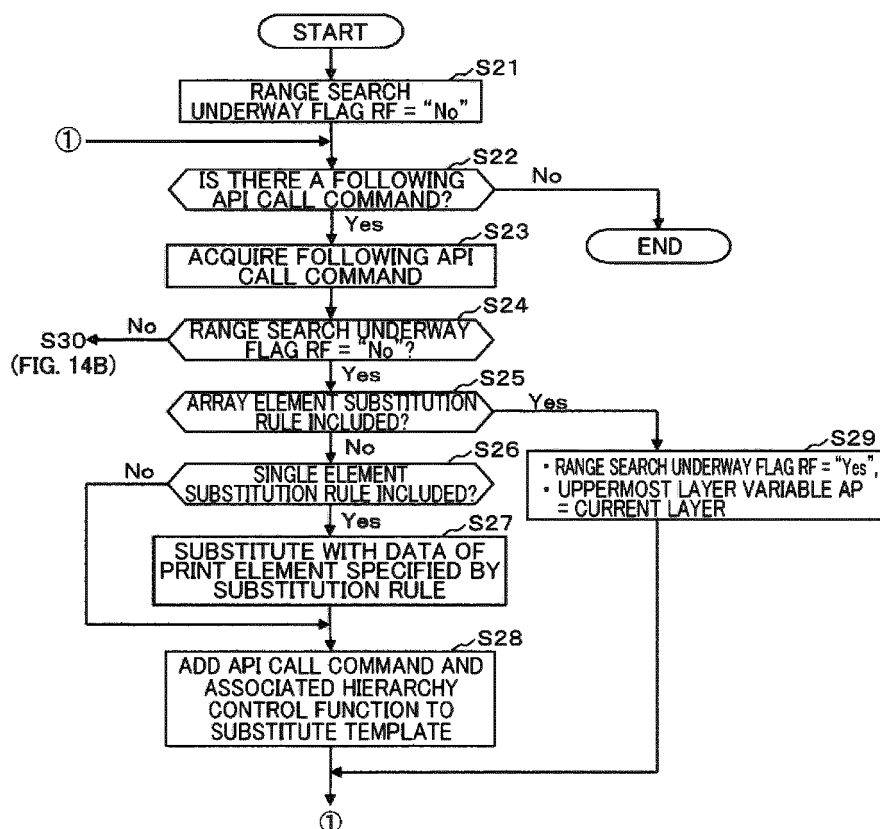 START
S21
RANGE SEARCH
UNDERWAY FLAG RF = "No"
①
S22
IS THERE A FOLLOWING
API CALL COMMAND?
No
Yes
END
S23
ACQUIRE FOLLOWING API
CALL COMMAND
S24
No
RANGE SEARCH UNDERWAY
FLAG RF = "No"?
S30
(FIG. 14B)
Yes
S25
ARRAY ELEMENT SUBSTITUTION
RULE INCLUDED?
Yes
No
S26
No
SINGLE ELEMENT
SUBSTITUTION RULE INCLUDED?
S29
・RANGE SEARCH UNDERWAY FLAG RF = "Yes",
・UPPERMOST LAYER VARIABLE AP
= CURRENT LAYER
Yes
S27
SUBSTITUTE WITH DATA OF
PRINT ELEMENT SPECIFIED BY
SUBSTITUTION RULE
S28
ADD API CALL COMMAND AND
ASSOCIATED HIERARCHY
CONTROL FUNCTION TO
SUBSTITUTE TEMPLATE
①